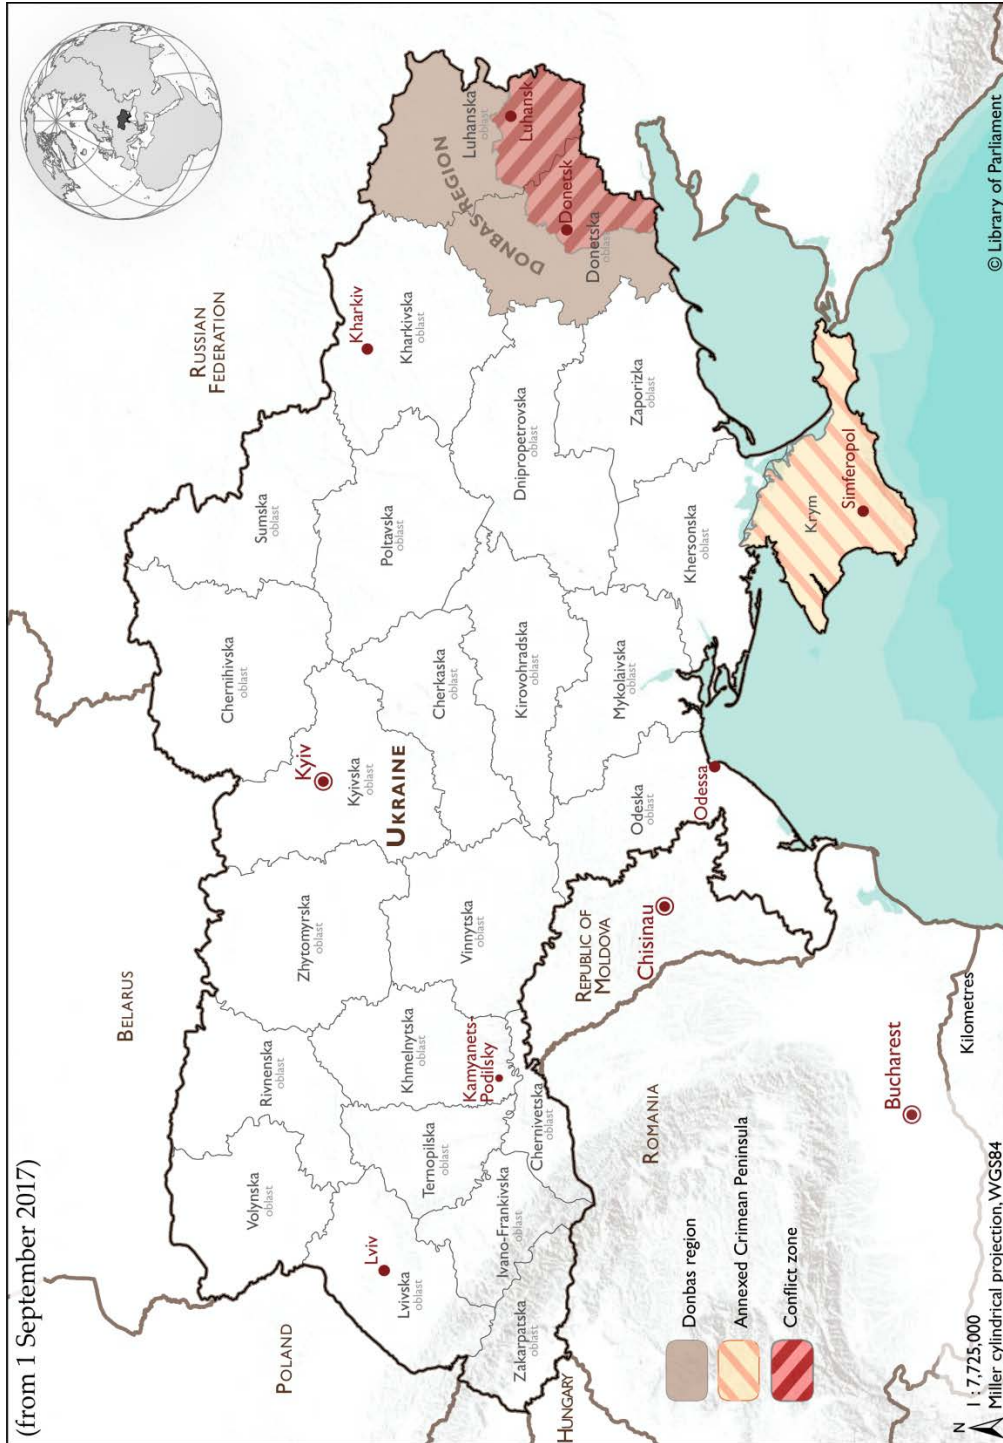 (from 1 September 2017)
POLAND
BELARUS
RUSSIAN
FEDERATION
HUNGARY
ROMANIA
REPUBLIC OF
MOLDOVA
UKRAINE
Volynska
oblast
Rivnenska
oblast
Zhytomyrska
oblast
Kyiv
Kyivska
oblast
Chernihivska
oblast
Sumska
oblast
Lviv
Lvivska
oblast
Ternopilska
oblast
Khmelnytska
oblast
Kamyanets-
Podilsky
Vinnytska
oblast
Cherkaska
oblast
Poltavska
oblast
Kharkiv
Kharkivska
oblast
DONBAS REGION
Luhanska
oblast
Luhansk
Donetsk
Donetska
oblast
Zakarpatska
oblast
Ivano-Frankivska
oblast
Chernivetska
oblast
Kirovohradska
oblast
Dnipropetrovska
oblast
Zaporizka
oblast
Mykolaivska
oblast
Khersonska
oblast
Odeska
oblast
Odessa
Chisinau
Krym
Simferopol
Bucharest
Donbas region
Annexed Crimean Peninsula
Conflict zone
N
1 : 7,725,000
Kilometres
Miller cylindrical projection, WGS84
© Library of Parliament